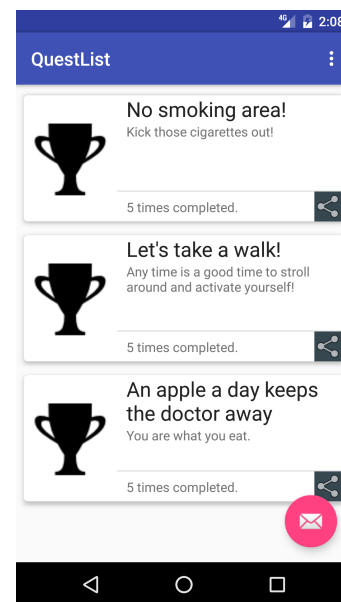 4G 2:08
QuestList
No smoking area!
Kick those cigarettes out!
5 times completed.
Let's take a walk!
Any time is a good time to stroll
around and activate yourself!
5 times completed.
An apple a day keeps
the doctor away
You are what you eat.
5 times completed.